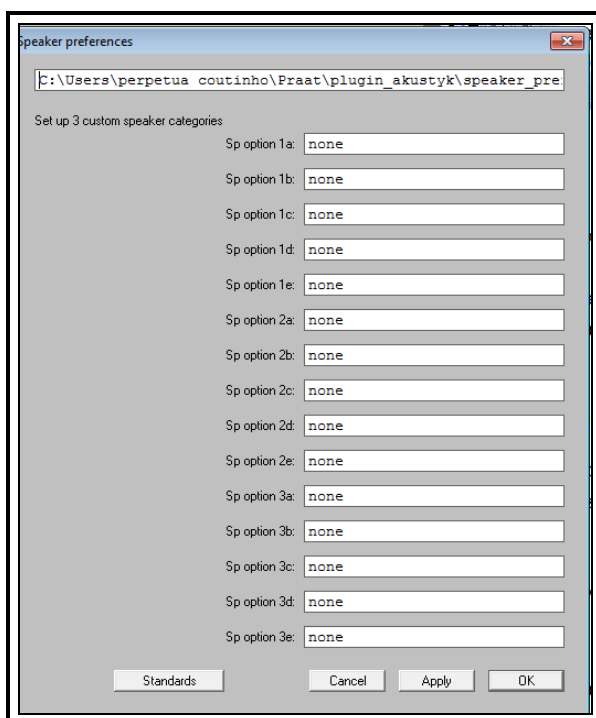 Speaker preferences
C:\Users\perpetua coutinho\Praat\plugin_akustyk\speaker_pre
Set up 3 custom speaker categories
Sp option 1a: none
Sp option 1b: none
Sp option 1c: none
Sp option 1d: none
Sp option 1e: none
Sp option 2a: none
Sp option 2b: none
Sp option 2c: none
Sp option 2d: none
Sp option 2e: none
Sp option 3a: none
Sp option 3b: none
Sp option 3c: none
Sp option 3d: none
Sp option 3e: none
Standards Cancel Apply OK